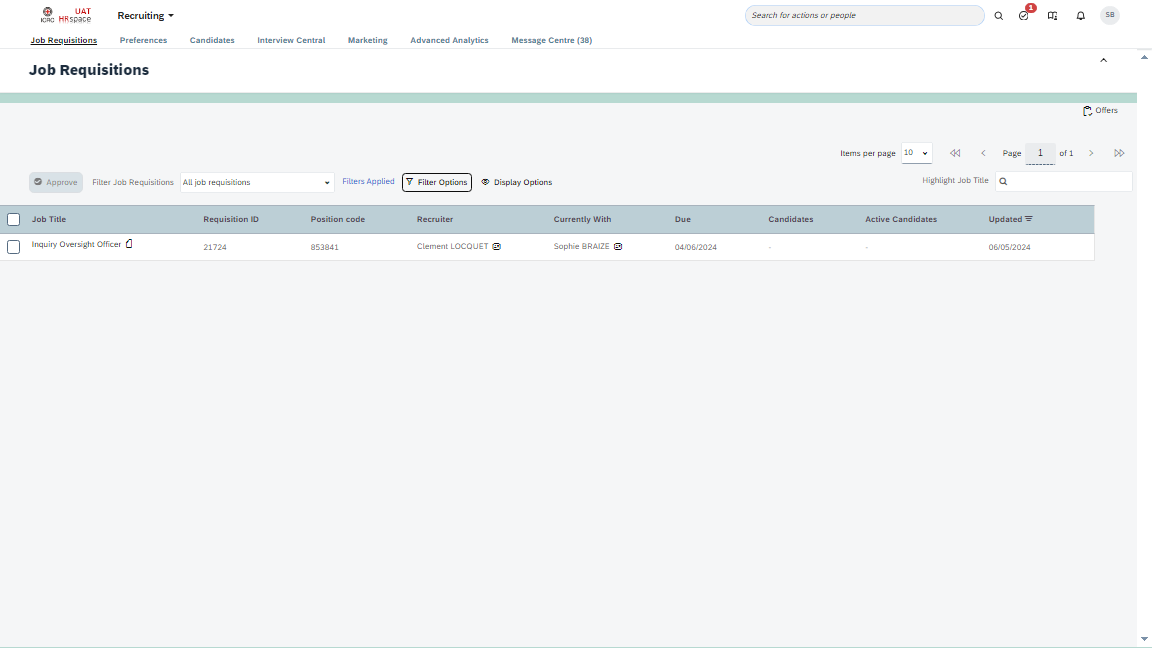 ICRC UAT HRspace Recruiting Search for actions or people 1 SB
Job Requisitions Preferences Candidates Interview Central Marketing Advanced Analytics Message Centre (38)
Job Requisitions
Offers
Items per page 10 Page 1 of 1
Approve Filter Job Requisitions All job requisitions Filters Applied Filter Options Display Options Highlight Job Title
Job Title Requisition ID Position code Recruiter Currently With Due Candidates Active Candidates Updated
Inquiry Oversight Officer 21724 853841 Clement LOCQUET Sophie BRAIZE 04/06/2024 - - 06/05/2024